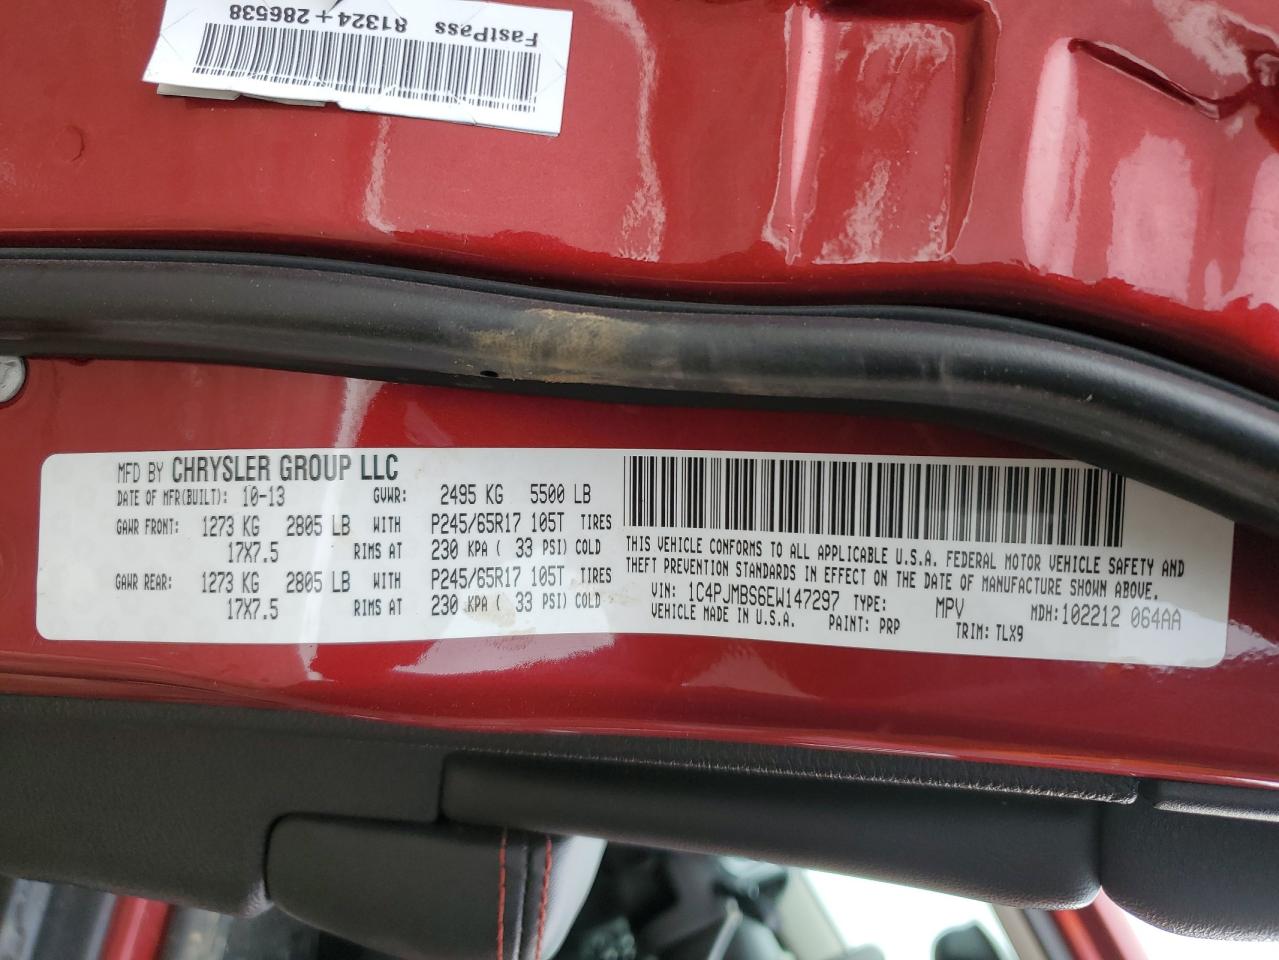 FastPass
81324+286538
MFD BY CHRYSLER GROUP LLC
DATE OF MFR(BUILT): 10-13 GVWR: 2495 KG 5500 LB
GAWR FRONT: 1273 KG 2805 LB WITH P245/65R17 105T TIRES
17X7.5 RIMS AT 230 KPA ( 33 PSI) COLD
GAWR REAR: 1273 KG 2805 LB WITH P245/65R17 105T TIRES
17X7.5 RIMS AT 230 KPA ( 33 PSI) COLD
THIS VEHICLE CONFORMS TO ALL APPLICABLE U.S.A. FEDERAL MOTOR VEHICLE SAFETY AND
THEFT PREVENTION STANDARDS IN EFFECT ON THE DATE OF MANUFACTURE SHOWN ABOVE.
VIN: 1C4PJMBS6EW147297 TYPE: MPV MDH:102212 064AA
VEHICLE MADE IN U.S.A. PAINT: PRP TRIM: TLX9